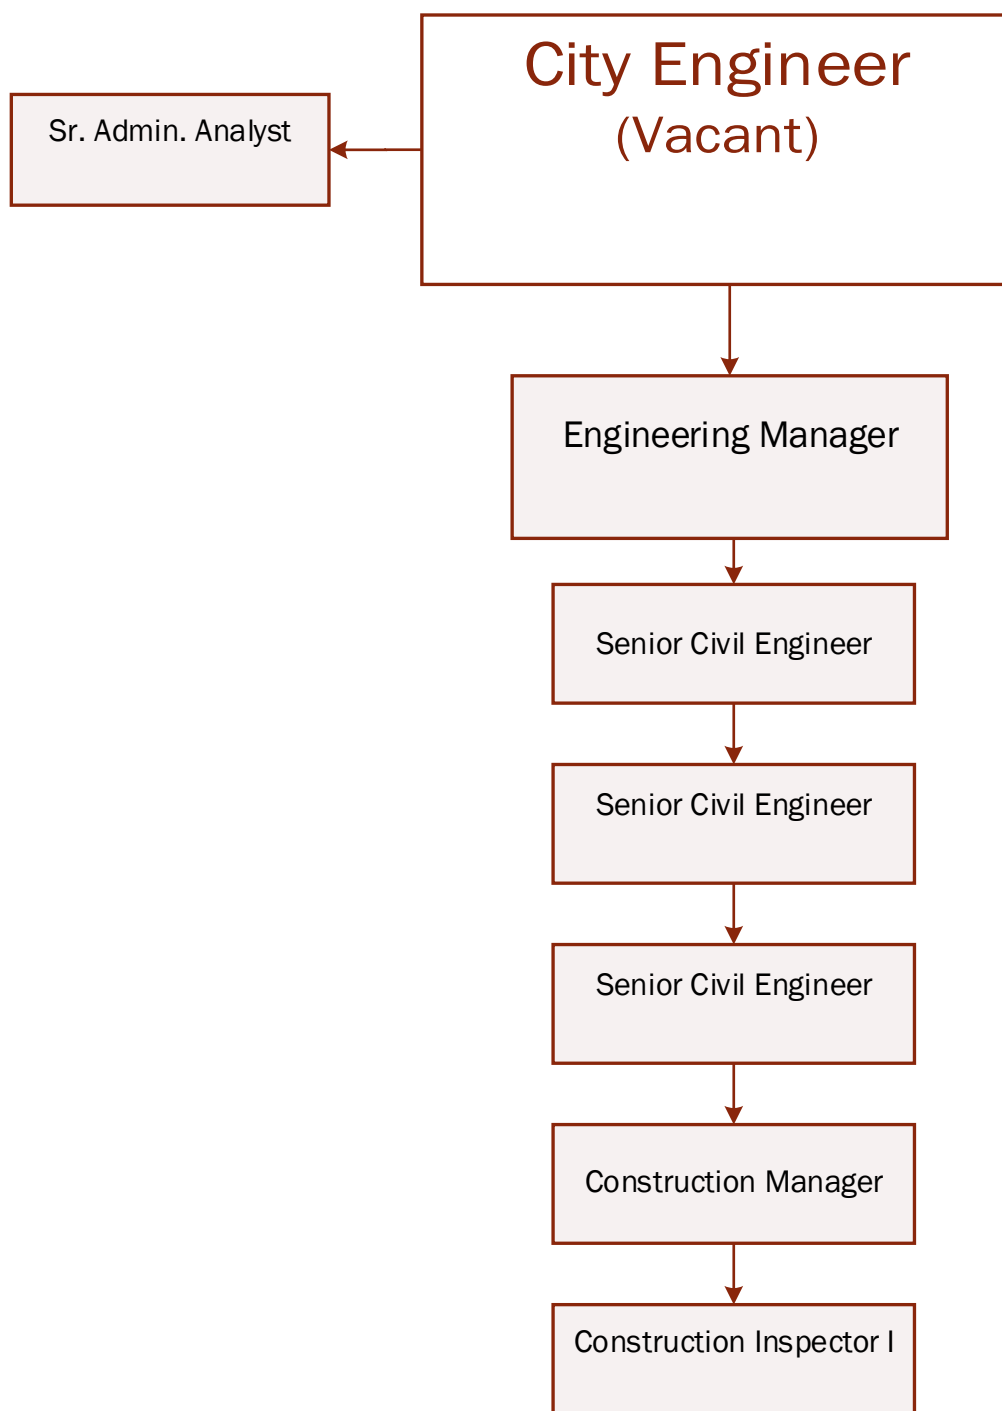 City Engineer
(Vacant)
Sr. Admin. Analyst
Engineering Manager
Senior Civil Engineer
Senior Civil Engineer
Senior Civil Engineer
Construction Manager
Construction Inspector I